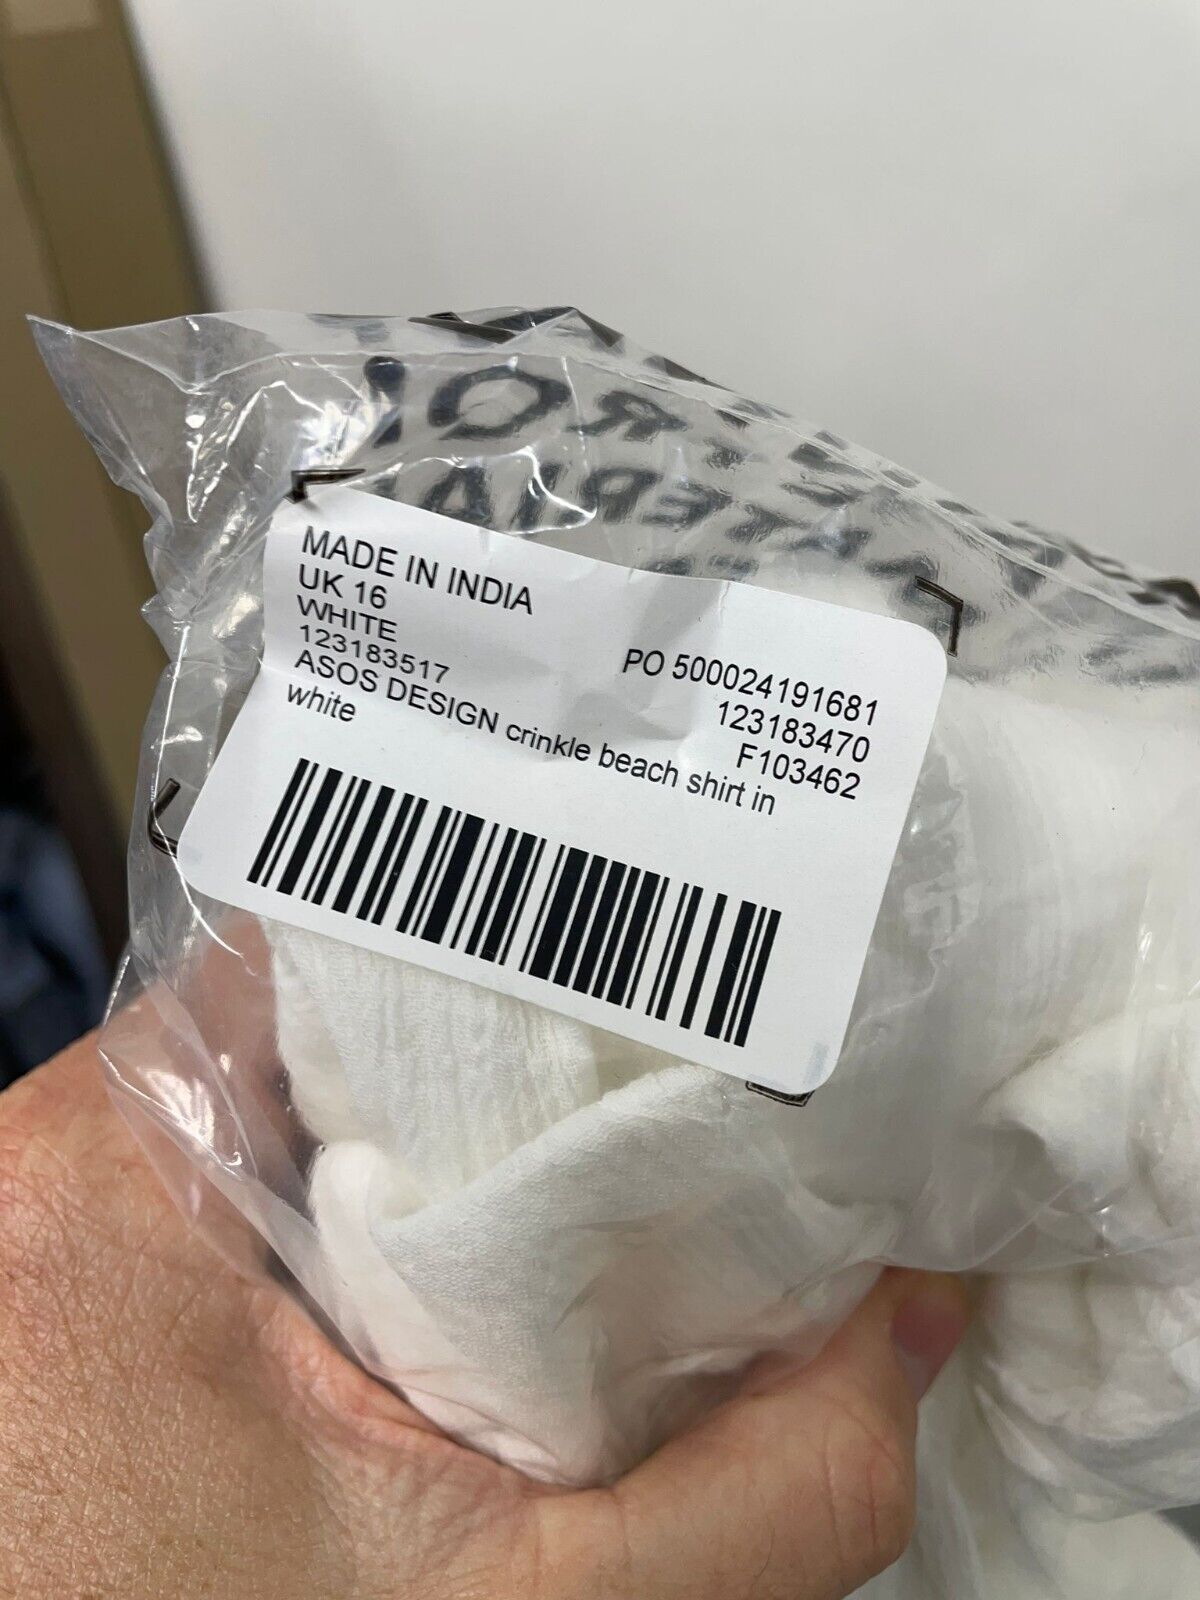 MADE IN INDIA
UK 16
WHITE
123183517
PO 500024191681
123183470
F103462
ASOS DESIGN crinkle beach shirt in
white